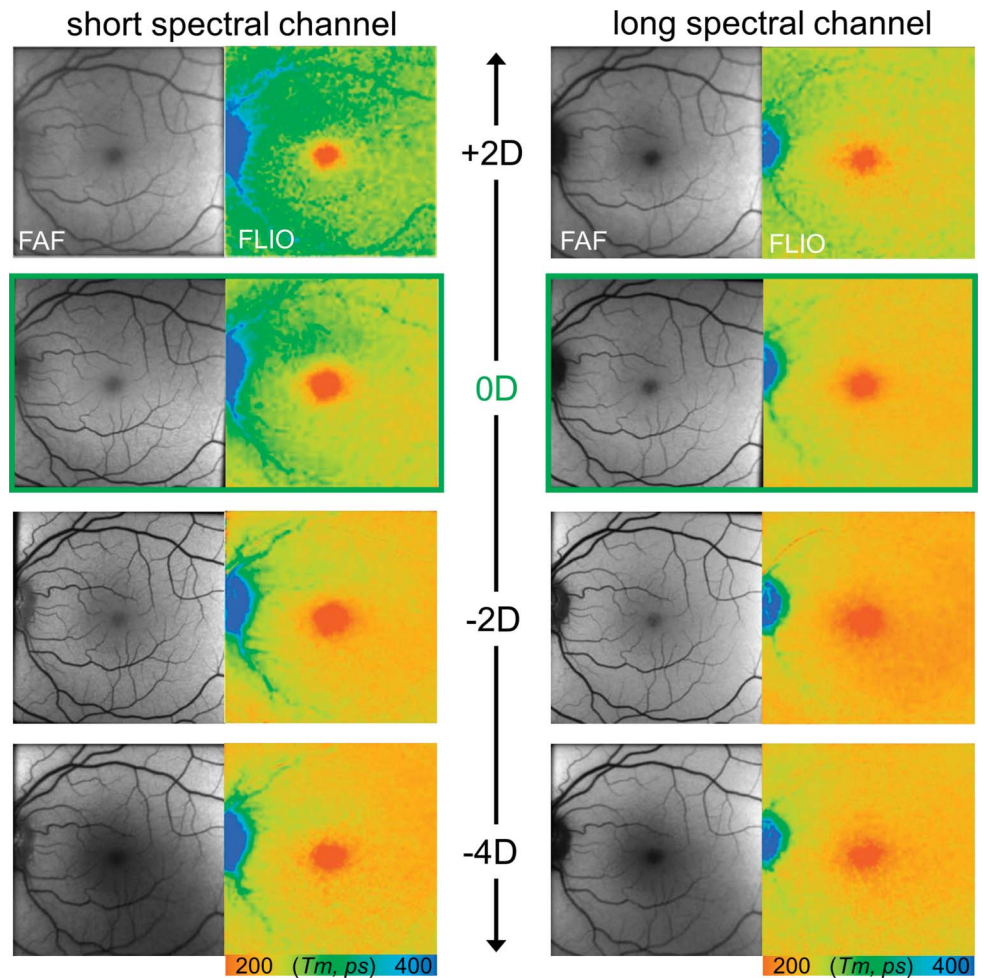 short spectral channel
long spectral channel
FAF
FLIO
+2D
FAF
FLIO
0D
-2D
-4D
200 (Tm, ps) 400
200 (Tm, ps) 400